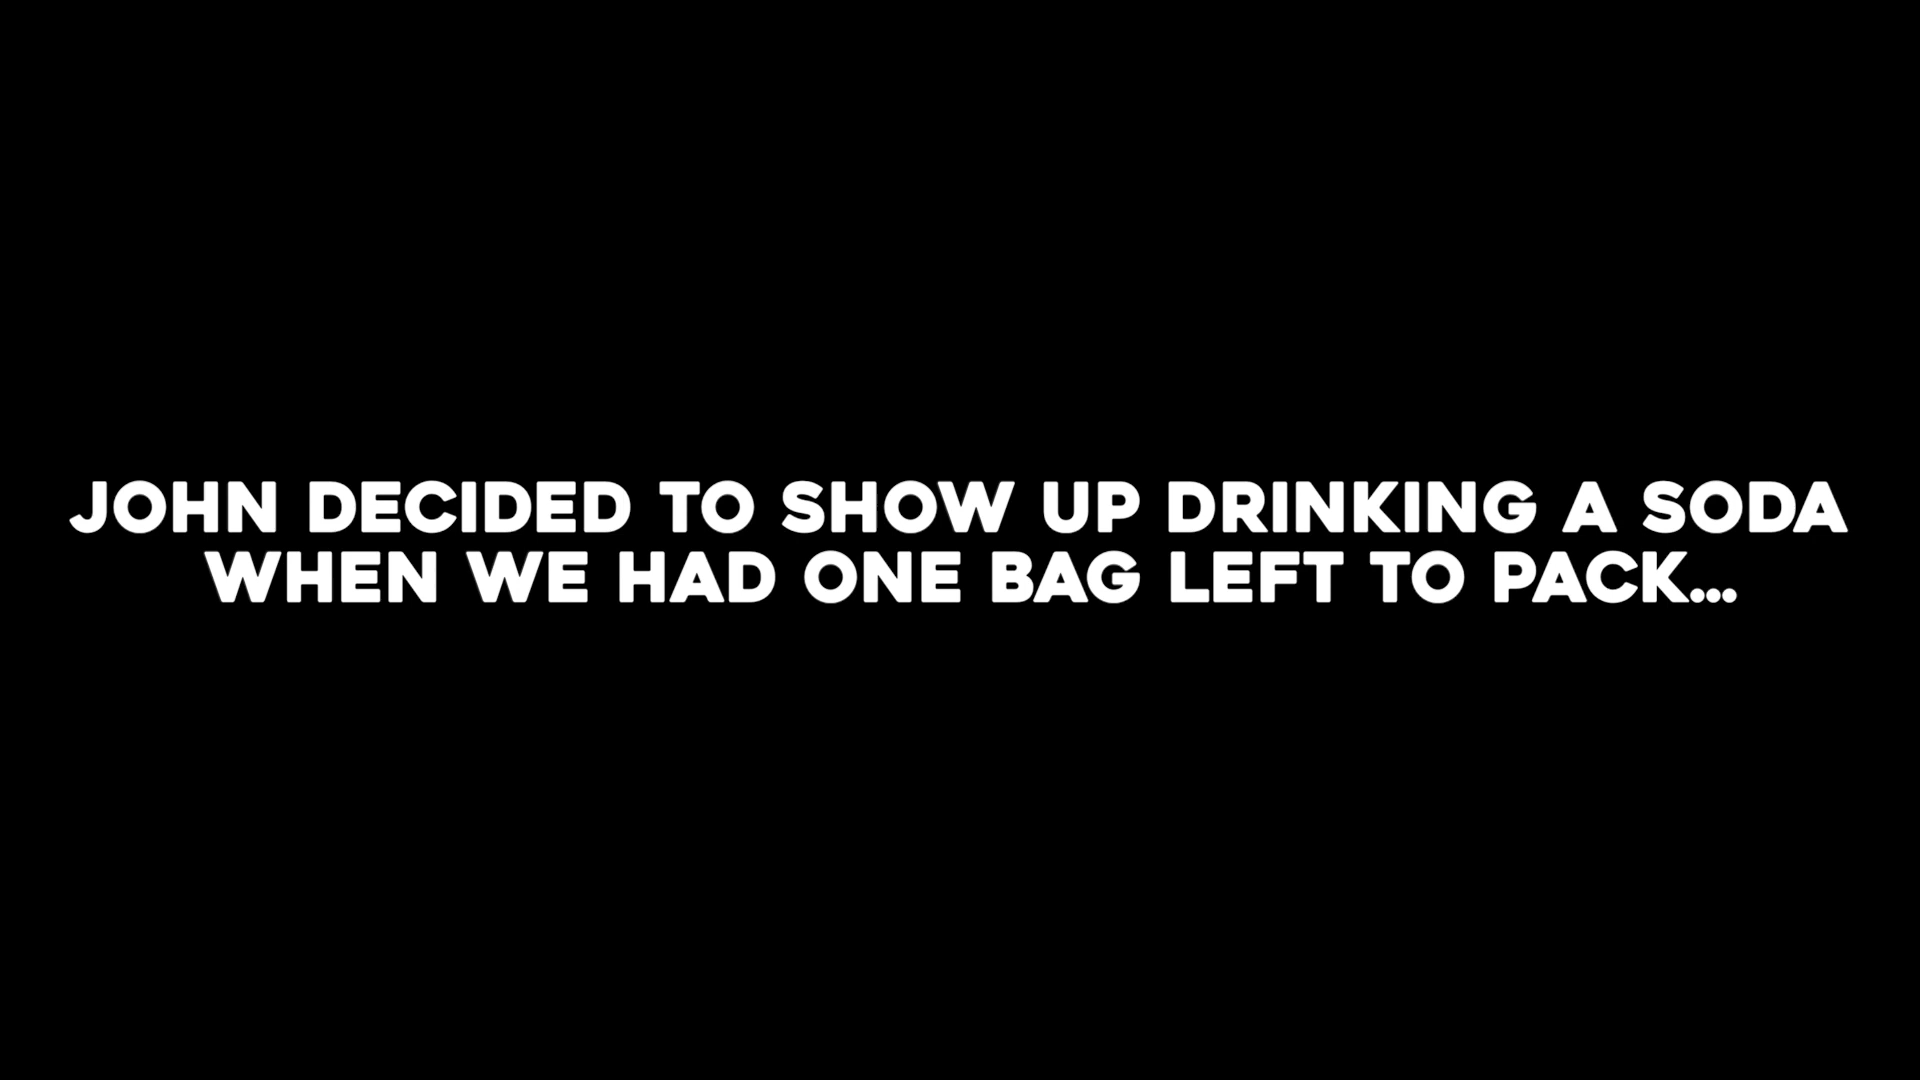 JOHN DECIDED TO SHOW UP DRINKING A SODA
WHEN WE HAD ONE BAG LEFT TO PACK...